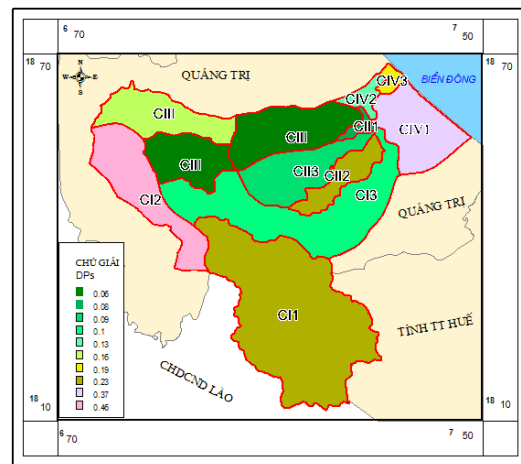 6 70
7 50
18 70
18 70
N
W E
S
QUẢNG TRỊ
BIỂN ĐÔNG
CIV3
CIV2
CIII
CIII
CII1
CIV1
CIII
CII3
CII2
CI2
CI3
QUẢNG TRỊ
CHÚ GIẢI
DPs
0.06
0.08
0.09
0.1
0.13
0.16
0.19
0.23
0.37
0.46
CI1
TỈNH TT HUẾ
CHDCND LÀO
18 10
18 10
6 70
7 50